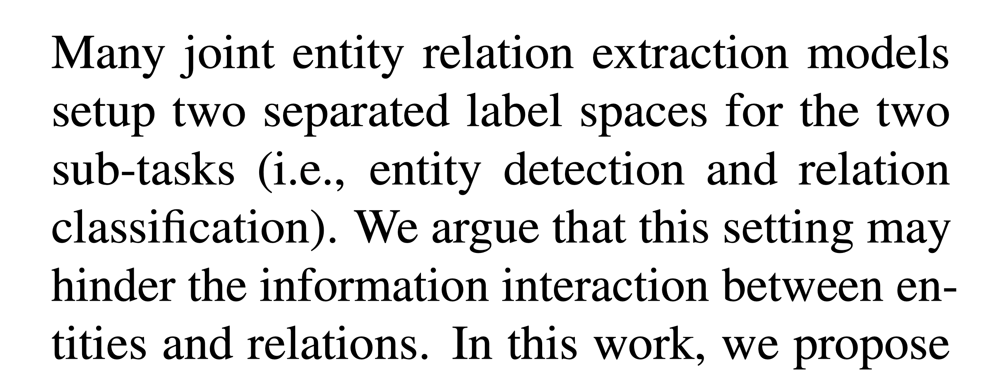 Many joint entity relation extraction models
setup two separated label spaces for the two
sub-tasks (i.e., entity detection and relation
classification). We argue that this setting may
hinder the information interaction between en-
tities and relations. In this work, we propose